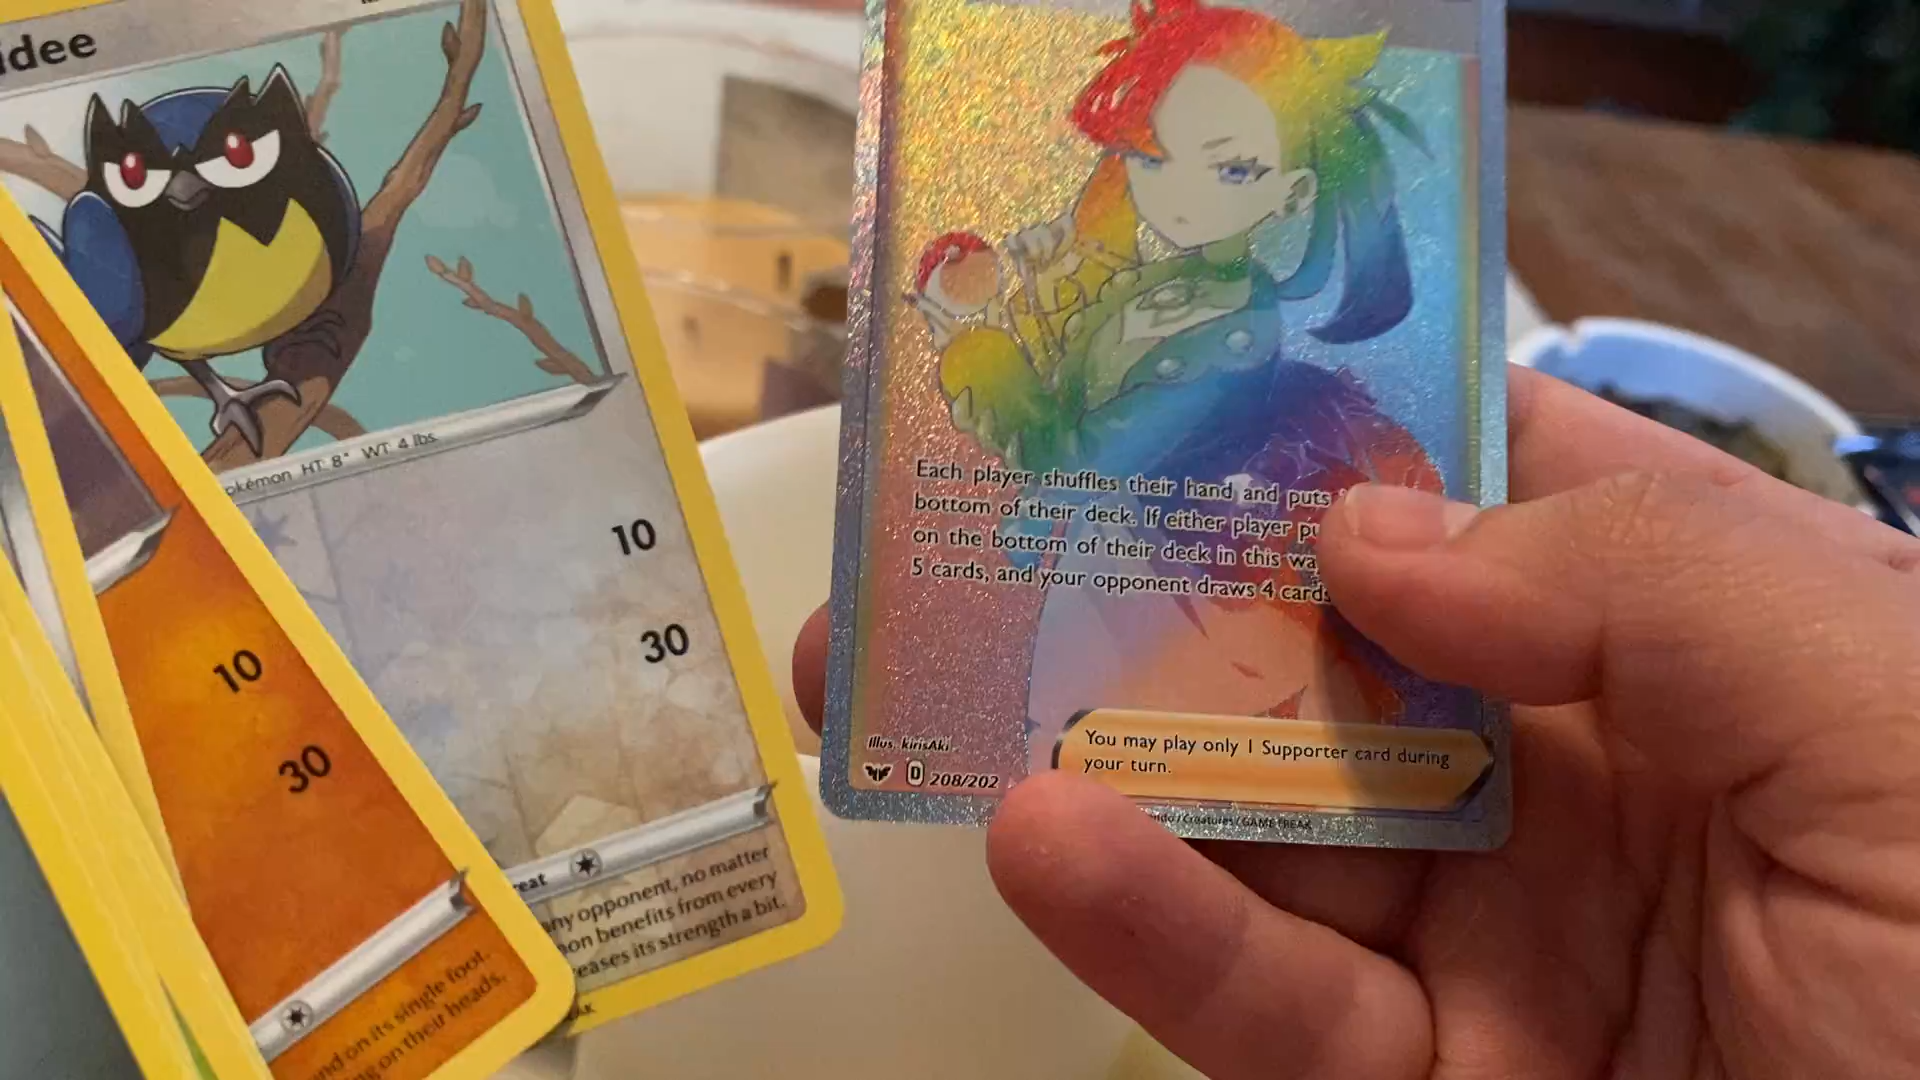 idee
okémon HT: 8" WT: 4 lbs.
10
30
eat
any opponent, no matter
on benefits from every
eases its strength a bit.
AK
10
30
nd on its single foot.
ng on their heads.
Each player shuffles their hand and puts
bottom of their deck. If either player pu
on the bottom of their deck in this wa
5 cards, and your opponent draws 4 cards
Illus. kirisAki
D 208/202
You may play only 1 Supporter card during
your turn.
ndo / Creatures / GAME FREAK